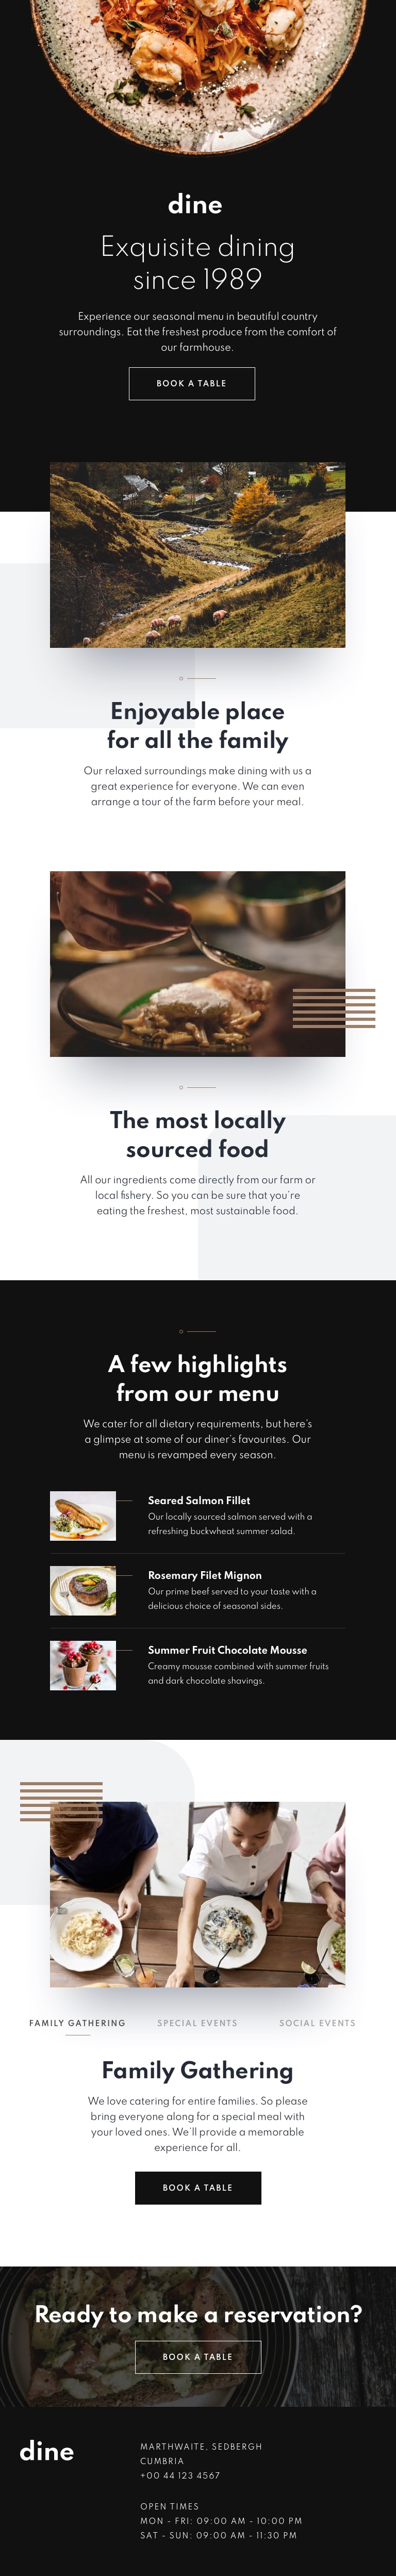 dine
Exquisite dining
since 1989
Experience our seasonal menu in beautiful country
surroundings. Eat the freshest produce from the comfort of
our farmhouse.
BOOK A TABLE
Enjoyable place
for all the family
Our relaxed surroundings make dining with us a
great experience for everyone. We can even
arrange a tour of the farm before your meal.
The most locally
sourced food
All our ingredients come directly from our farm or
local fishery. So you can be sure that you're
eating the freshest, most sustainable food.
A few highlights
from our menu
We cater for all dietary requirements, but here's
a glimpse at some of our diner's favourites. Our
menu is revamped every season.
Seared Salmon Fillet
Our locally sourced salmon served with a
refreshing buckwheat summer salad.
Rosemary Filet Mignon
Our prime beef served to your taste with a
delicious choice of seasonal sides.
Summer Fruit Chocolate Mousse
Creamy mousse combined with summer fruits
and dark chocolate shavings.
FAMILY GATHERING SPECIAL EVENTS SOCIAL EVENTS
Family Gathering
We love catering for entire families. So please
bring everyone along for a special meal with
your loved ones. We'll provide a memorable
experience for all.
BOOK A TABLE
Ready to make a reservation?
BOOK A TABLE
dine
MARTHWAITE, SEDBERGH
CUMBRIA
+00 44 123 4567
OPEN TIMES
MON - FRI: 09:00 AM - 10:00 PM
SAT - SUN: 09:00 AM - 11:30 PM